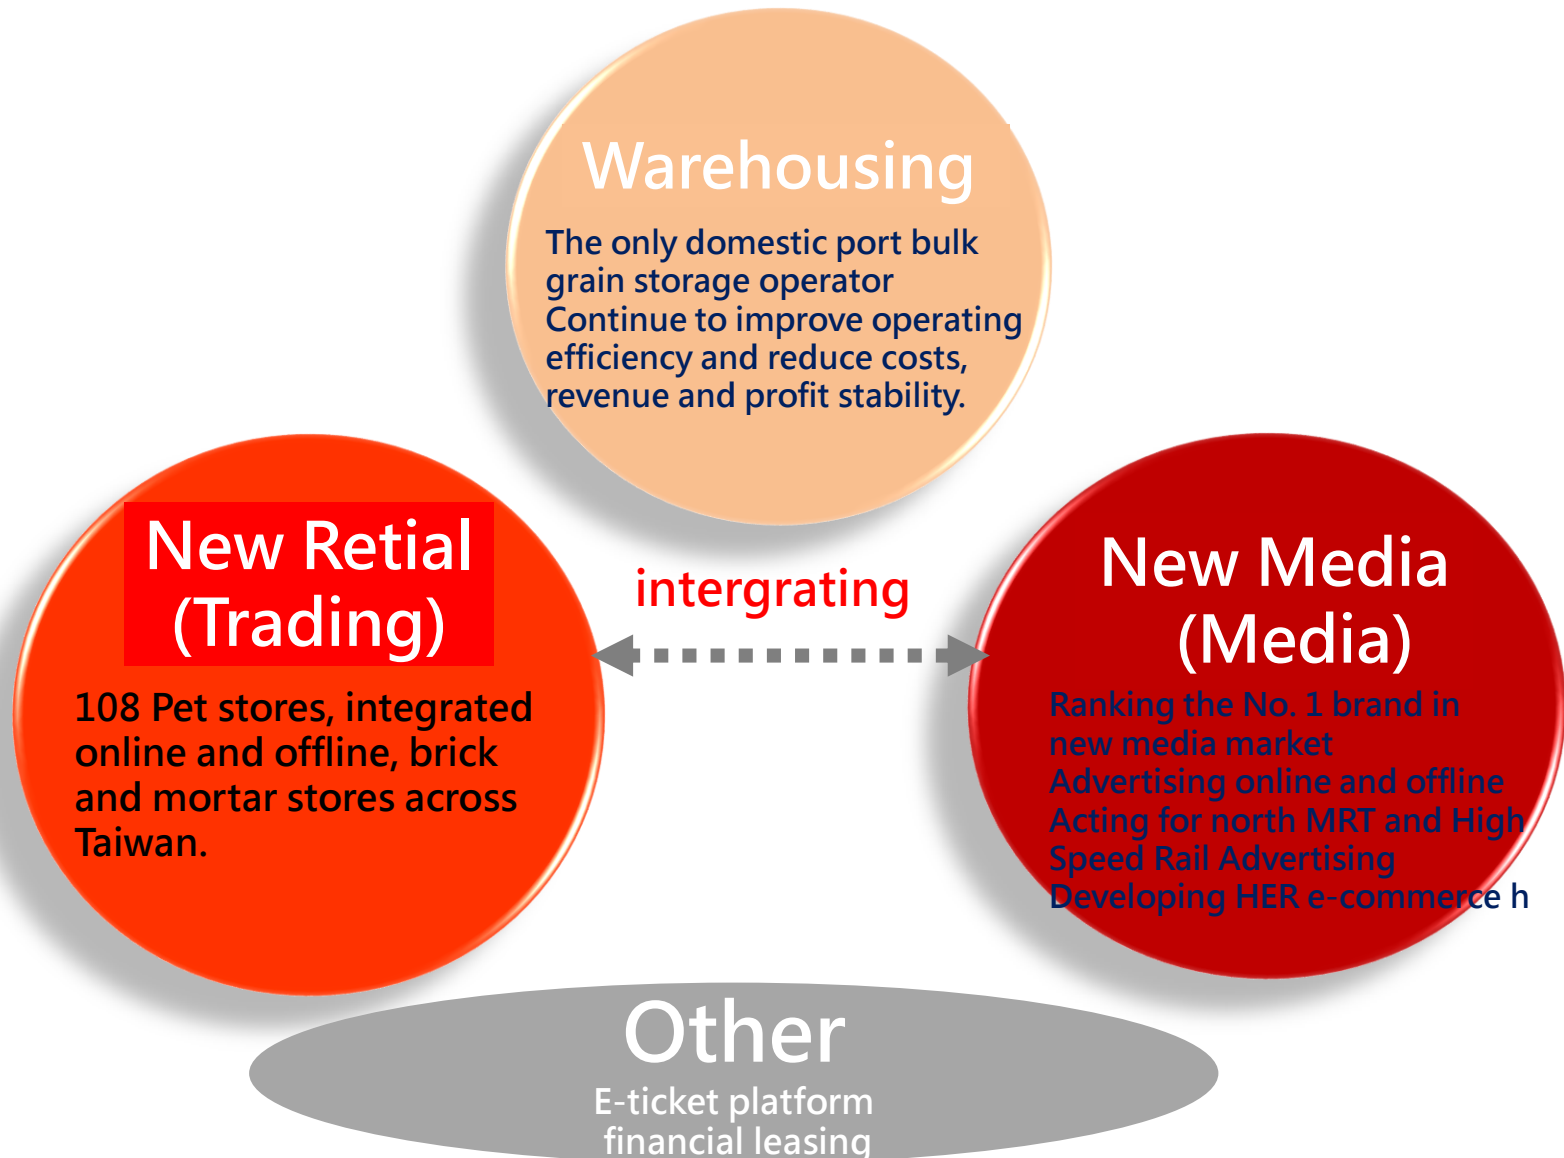 Warehousing
The only domestic port bulk
grain storage operator
Continue to improve operating
efficiency and reduce costs,
revenue and profit stability.
New Retial
(Trading)
108 Pet stores, integrated
online and offline, brick
and mortar stores across
Taiwan.
intergrating
New Media
(Media)
Ranking the No. 1 brand in
new media market
Advertising online and offline
Acting for north MRT and High
Speed Rail Advertising
Developing HER e-commerce h
Other
E-ticket platform
financial leasing